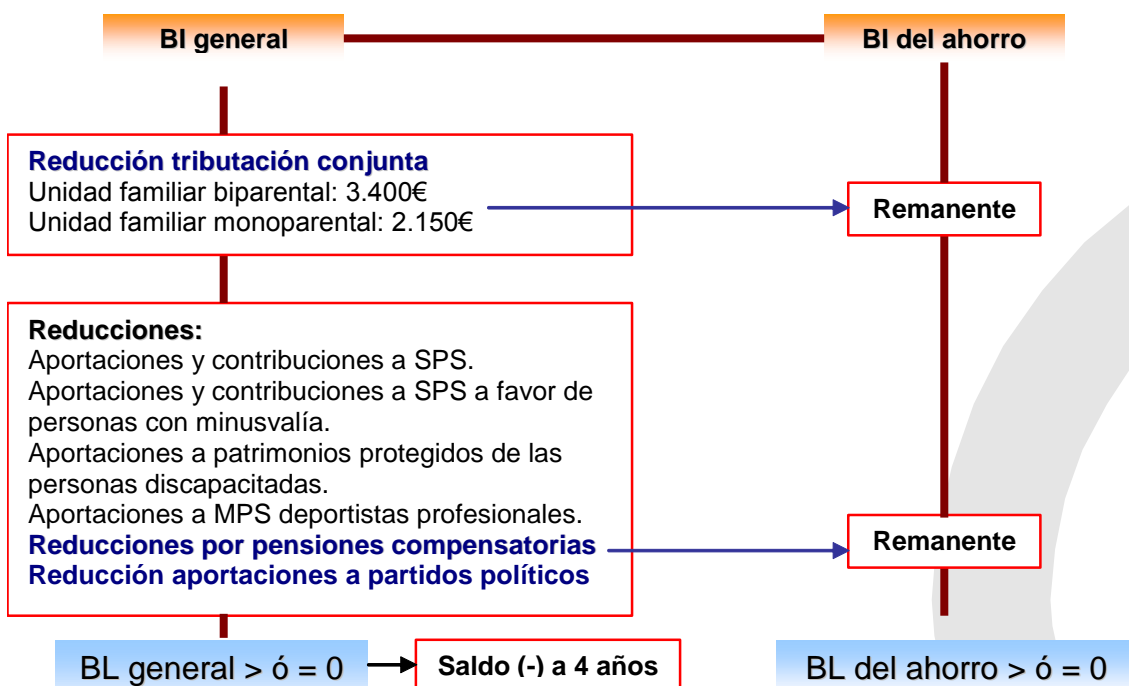 BI general
BI del ahorro
Reducción tributación conjunta
Unidad familiar biparental: 3.400€
Unidad familiar monoparental: 2.150€
Remanente
Reducciones:
Aportaciones y contribuciones a SPS.
Aportaciones y contribuciones a SPS a favor de
personas con minusvalía.
Aportaciones a patrimonios protegidos de las
personas discapacitadas.
Aportaciones a MPS deportistas profesionales.
Reducciones por pensiones compensatorias
Reducción aportaciones a partidos políticos
Remanente
BL general > ó = 0
Saldo (-) a 4 años
BL del ahorro > ó = 0